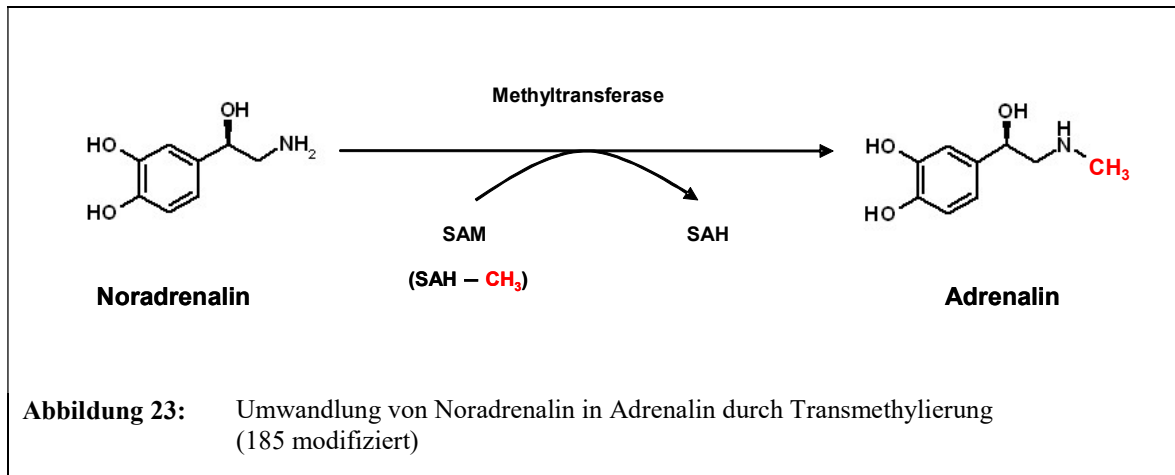 Methyltransferase
OH
HO
NH2
HO
OH
H
HO
N
CH3
HO
SAM
SAH
(SAH – CH3)
Noradrenalin
Adrenalin
Abbildung 23: Umwandlung von Noradrenalin in Adrenalin durch Transmethylierung
(185 modifiziert)